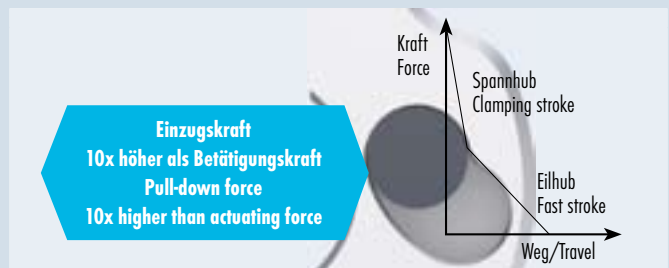 Kraft
Force
Spannhub
Clamping stroke
Einzugskraft
10x höher als Betätigungskraft
Pull-down force
10x higher than actuating force
Eilhub
Fast stroke
Weg/Travel